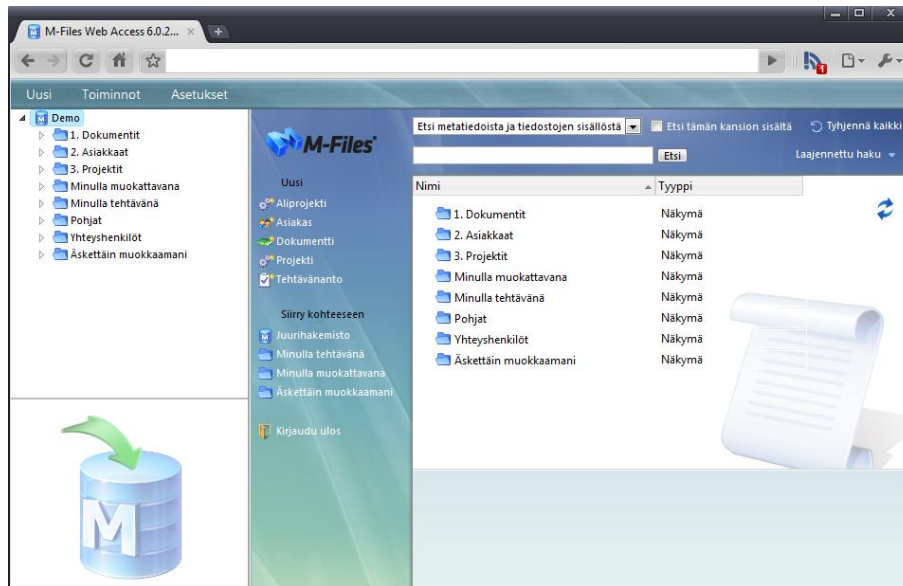 M-Files Web Access 6.0.2...
1
Uusi Toiminnot Asetukset
Demo
1. Dokumentit
2. Asiakkaat
3. Projektit
Minulla muokattavana
Minulla tehtävänä
Pohjat
Yhteyshenkilöt
Äskettäin muokkaamani
M
M-Files
Uusi
Aliprojekti
Asiakas
Dokumentti
Projekti
Tehtävänanto
Siirry kohteeseen
Juurihakemisto
Minulla tehtävänä
Minulla muokattavana
Äskettäin muokkaamani
Kirjaudu ulos
Etsi metatiedoista ja tiedostojen sisällöstä Etsi tämän kansion sisältä Tyhjennä kaikki
Etsi Laajennettu haku
Nimi Tyyppi
1. Dokumentit Näkymä
2. Asiakkaat Näkymä
3. Projektit Näkymä
Minulla muokattavana Näkymä
Minulla tehtävänä Näkymä
Pohjat Näkymä
Yhteyshenkilöt Näkymä
Äskettäin muokkaamani Näkymä